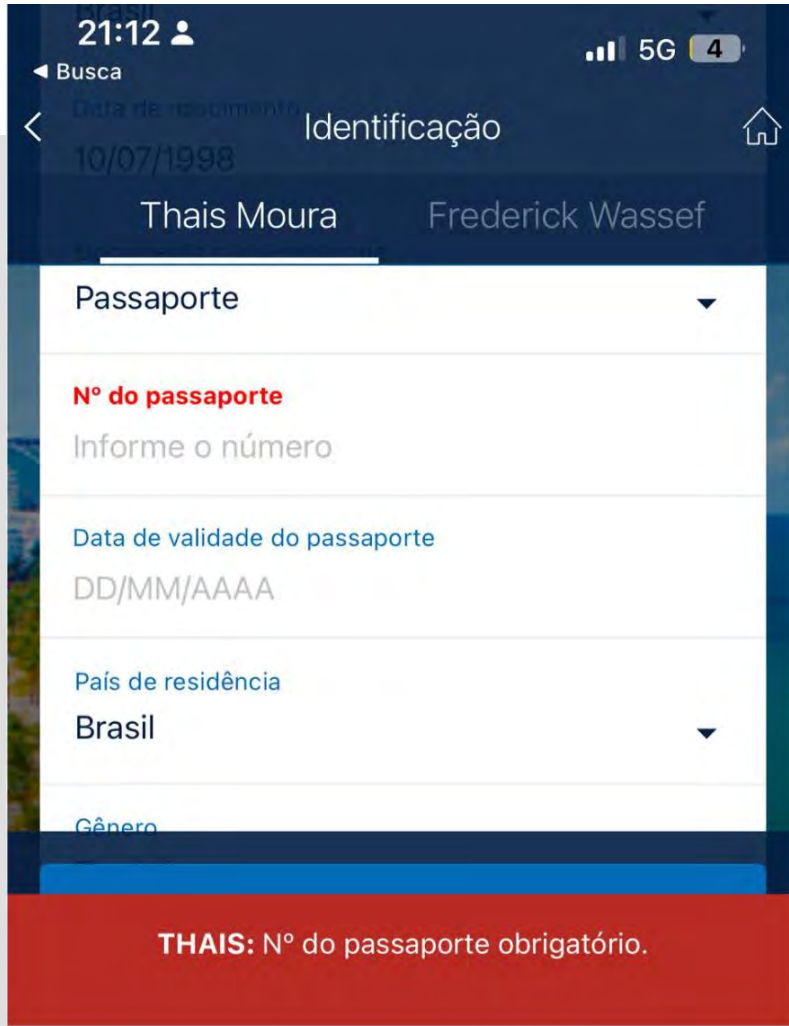 Brasil
21:12
5G 4
◀ Busca
Data de nascimento
Identificação
10/07/1998
Thais Moura Frederick Wassef
Passaporte
Nº do passaporte
Informe o número
Data de validade do passaporte
DD/MM/AAAA
País de residência
Brasil
Gênero
THAIS: Nº do passaporte obrigatório.